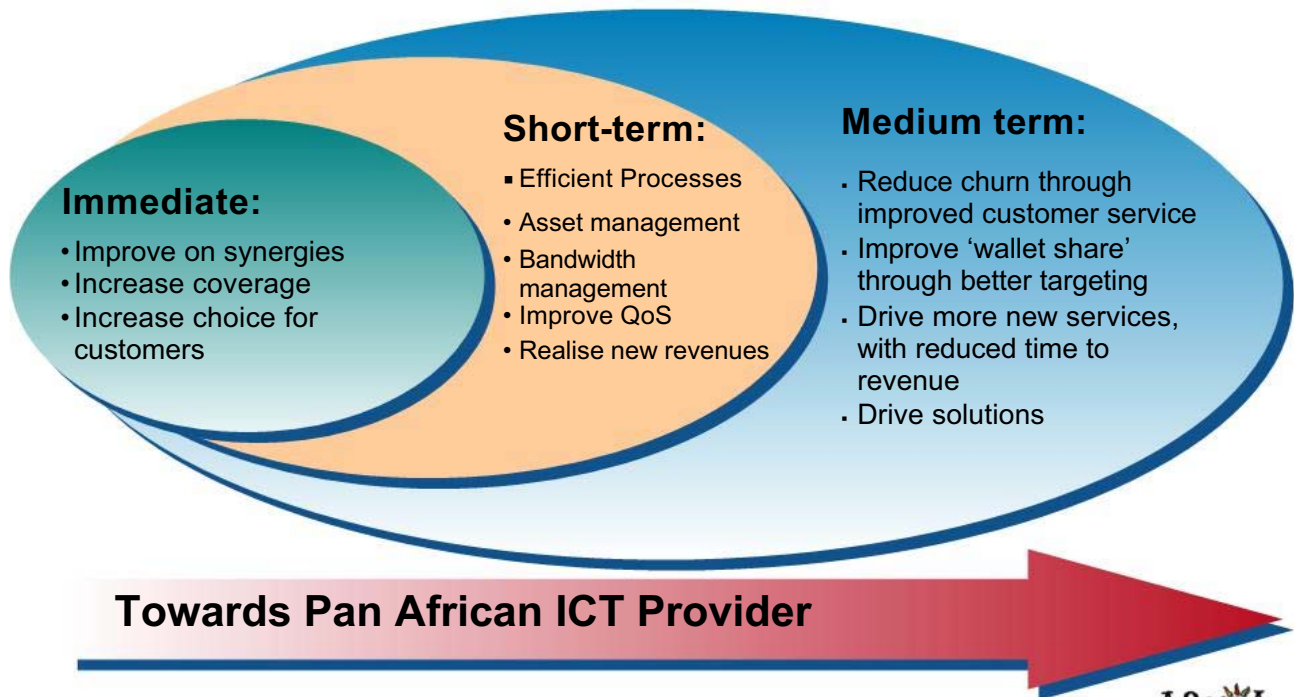 Immediate:
• Improve on synergies
• Increase coverage
• Increase choice for
customers
Short-term:
▪ Efficient Processes
• Asset management
• Bandwidth
management
• Improve QoS
• Realise new revenues
Medium term:
▪ Reduce churn through
improved customer service
▪ Improve ‘wallet share’
through better targeting
▪ Drive more new services,
with reduced time to
revenue
▪ Drive solutions
Towards Pan African ICT Provider